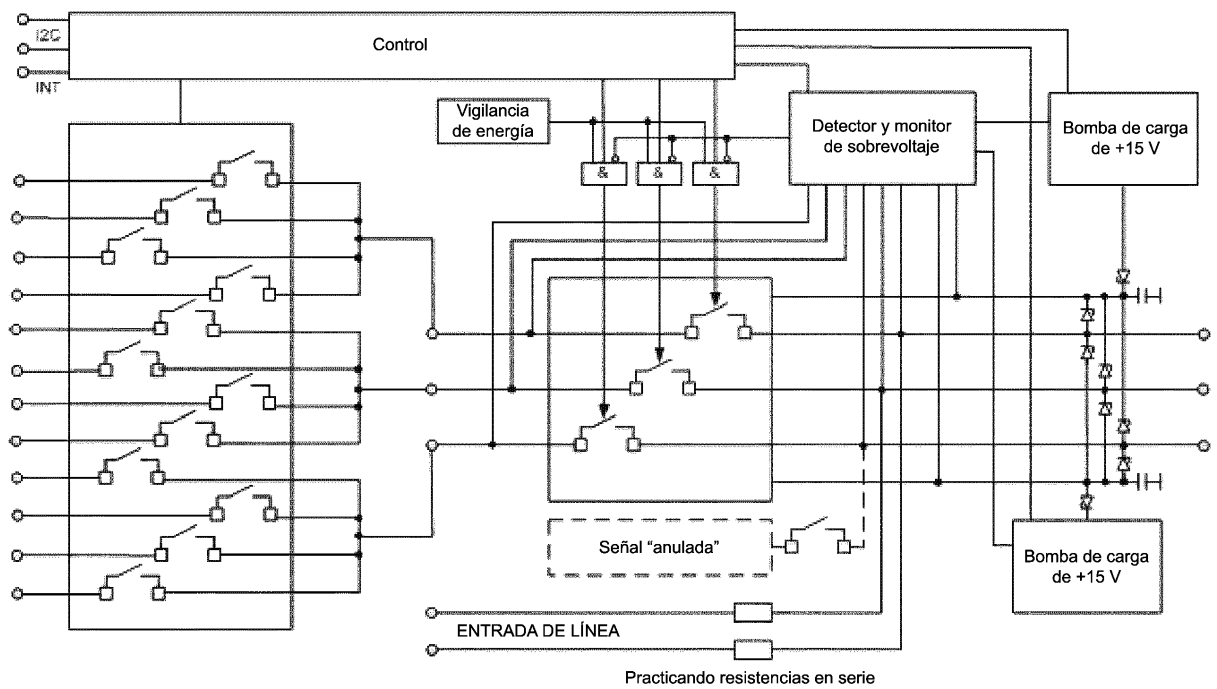 I2C
Control
INT
Vigilancia
de energía
Detector y monitor
de sobrevoltaje
Bomba de carga
de +15 V
&
&
&
Señal “anulada”
Bomba de carga
de +15 V
ENTRADA DE LÍNEA
Practicando resistencias en serie